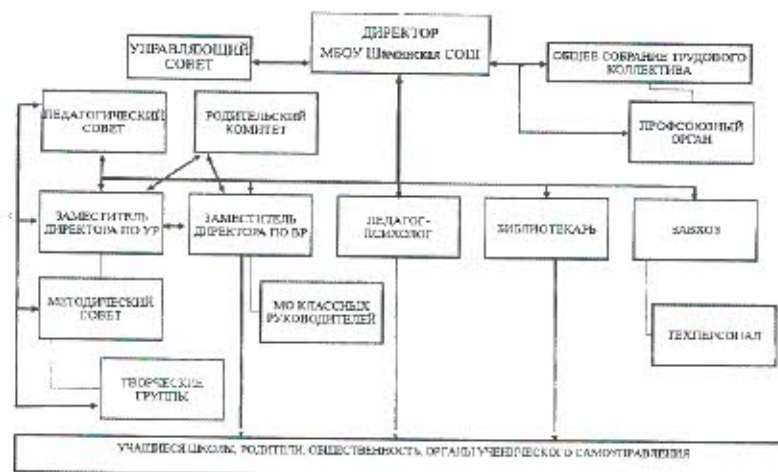 ДИРЕКТОР
МБОУ СОШ
УПРАВЛЯЮЩИЙ
СОВЕТ
ОБЩЕЕ СОБРАНИЕ ТРУДОВОГО
КОЛЛЕКТИВА
ПЕДАГОГИЧЕСКИЙ
СОВЕТ
РОДИТЕЛЬСКИЙ
КОМИТЕТ
ПРОФСОЮЗНЫЙ
ОРГАН
ЗАМЕСТИТЕЛЬ
ДИРЕКТОРА ПО УР
ЗАМЕСТИТЕЛЬ
ДИРЕКТОРА ПО ВР
ПЕДАГОГ-
ПСИХОЛОГ
БИБЛИОТЕКАРЬ
ЗАВХОЗ
МЕТОДИЧЕСКИЙ
СОВЕТ
МО КЛАССНЫХ
РУКОВОДИТЕЛЕЙ
ТЕХПЕРСОНАЛ
ТВОРЧЕСКИЕ
ГРУППЫ
УЧАЩИЕСЯ ШКОЛЫ, РОДИТЕЛИ, ОБЩЕСТВЕННОСТЬ, ОРГАНЫ УЧЕНИЧЕСКОГО САМОУПРАВЛЕНИЯ